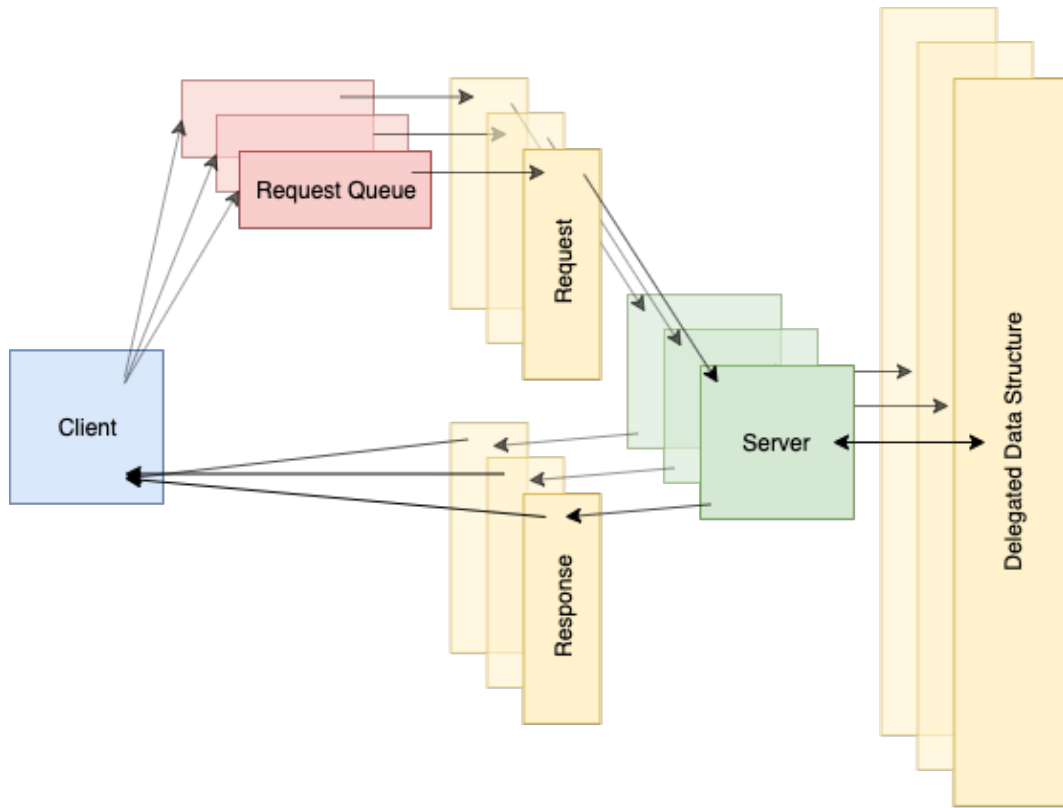 Request Queue
Request
Client
Server
Delegated Data Structure
Response